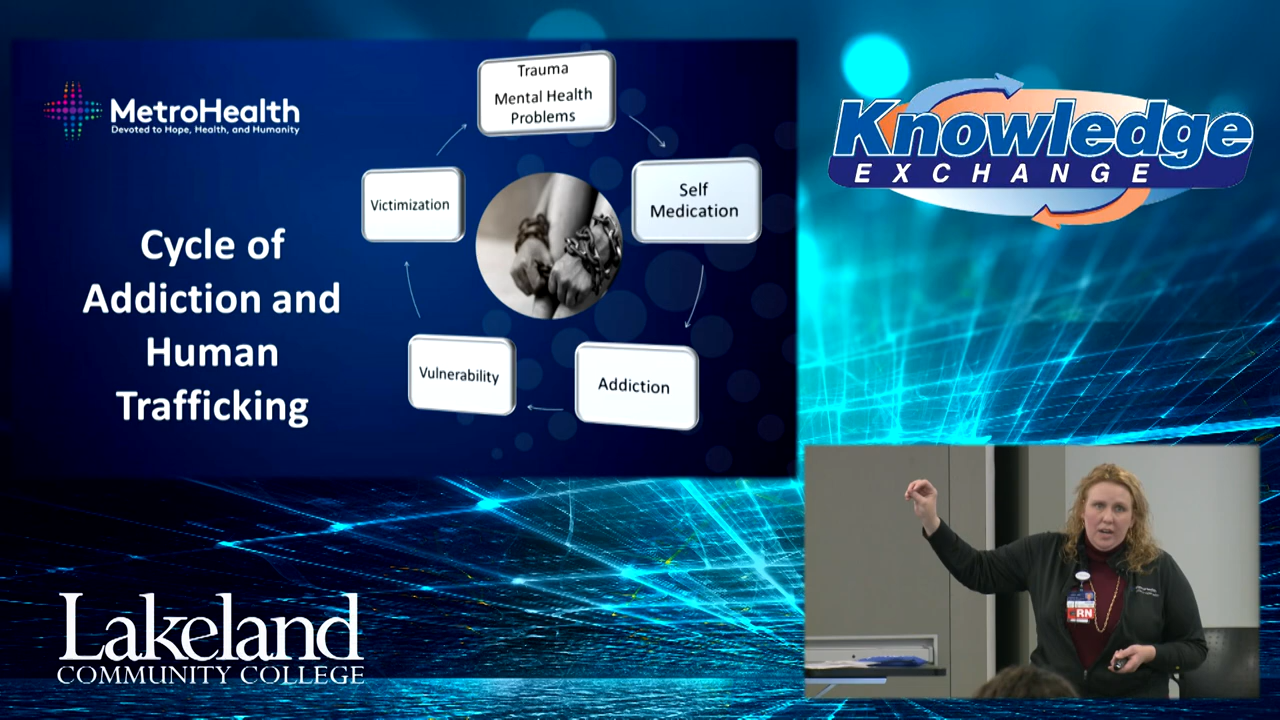 MetroHealth
Devoted to Hope, Health, and Humanity
Cycle of
Addiction and
Human
Trafficking
Trauma
Mental Health
Problems
Self
Medication
Addiction
Vulnerability
Victimization
Knowledge
EXCHANGE
RN
Lakeland
COMMUNITY COLLEGE